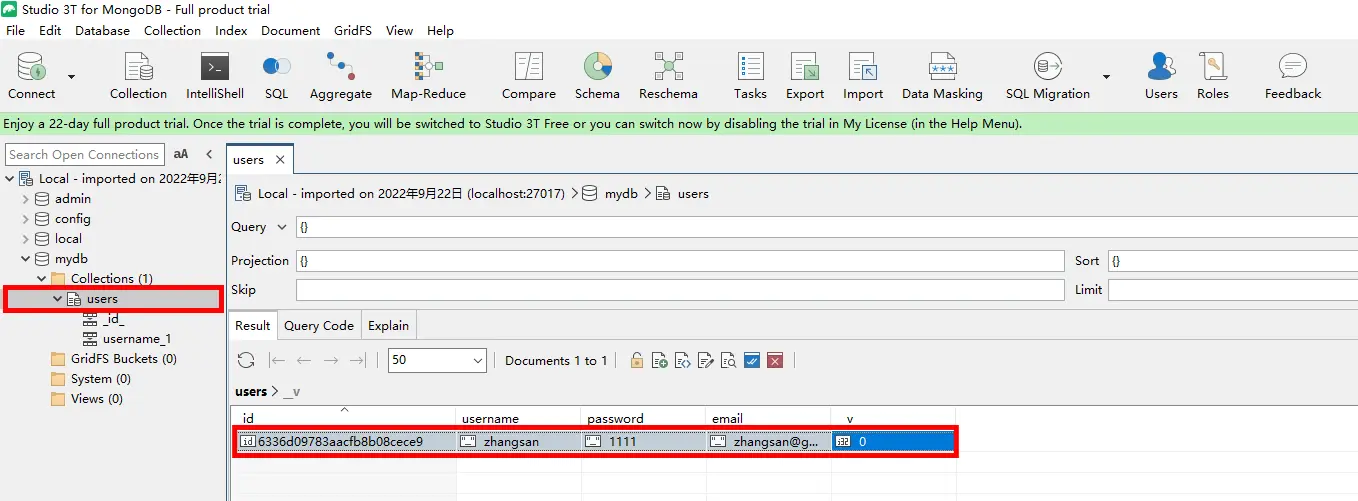 Studio 3T for MongoDB - Full product trial
File Edit Database Collection Index Document GridFS View Help
Connect Collection IntelliShell SQL Aggregate Map-Reduce Compare Schema Reschema Tasks Export Import Data Masking SQL Migration Users Roles Feedback
Enjoy a 22-day full product trial. Once the trial is complete, you will be switched to Studio 3T Free or you can switch now by disabling the trial in My License (in the Help Menu).
Search Open Connections aA
Local - imported on 2022年9月2
admin
config
local
mydb
Collections (1)
users
_id_
username_1
GridFS Buckets (0)
System (0)
Views (0)
users
Local - imported on 2022年9月22日 (localhost:27017) mydb users
Query {}
Projection {} Sort {}
Skip Limit
Result Query Code Explain
50 Documents 1 to 1
users > __v
id username password email v
id 6336d09783aacfb8b08cece9 zhangsan 1111 zhangsan@g... i32 0